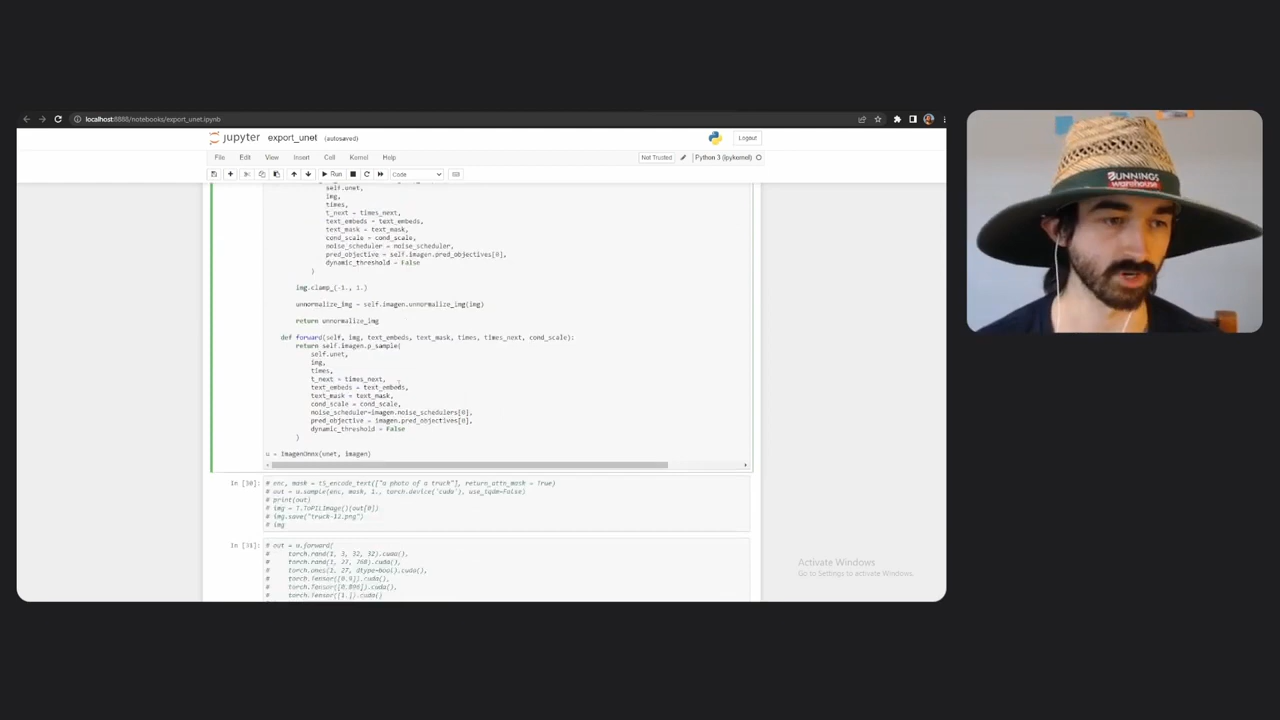 localhost:8888/notebooks/export_unet.ipynb
jupyter export_unet (autosaved)
Logout
File Edit View Insert Cell Kernel Help
Not Trusted Python 3 (ipykernel)
Run Code
self.unet,
img,
times,
t_next = times_next,
text_embeds = text_embeds,
text_mask = text_mask,
cond_scale = cond_scale,
noise_scheduler = noise_scheduler,
pred_objective = self.imagen.pred_objectives[0],
dynamic_threshold = False
)
img.clamp_(-1., 1.)
unnormalize_img = self.imagen.unnormalize_img(img)
return unnormalize_img
def forward(self, img, text_embeds, text_mask, times, times_next, cond_scale):
return self.imagen.p_sample(
self.unet,
img,
times,
t_next = times_next,
text_embeds = text_embeds,
text_mask = text_mask,
cond_scale = cond_scale,
noise_scheduler=imagen.noise_schedulers[0],
pred_objective = imagen.pred_objectives[0],
dynamic_threshold = False
)
u = ImagenOnnx(unet, imagen)
In [30]: # enc, mask = t5_encode_text(["a photo of a truck"], return_attn_mask = True)
# out = u.sample(enc, mask, 1., torch.device('cuda'), use_tqdm=False)
# print(out)
# img = T.ToPILImage()(out[0])
# img.save("truck-12.png")
# img
In [31]: # out = u.forward(
# torch.rand(1, 3, 32, 32).cuda(),
# torch.rand(1, 27, 768).cuda(),
# torch.ones(1, 27, dtype=bool).cuda(),
# torch.Tensor([0.9]).cuda(),
# torch.Tensor([0.896]).cuda(),
# torch.Tensor([1.]).cuda()
BUNNINGS
warehouse
Activate Windows
Go to Settings to activate Windows.